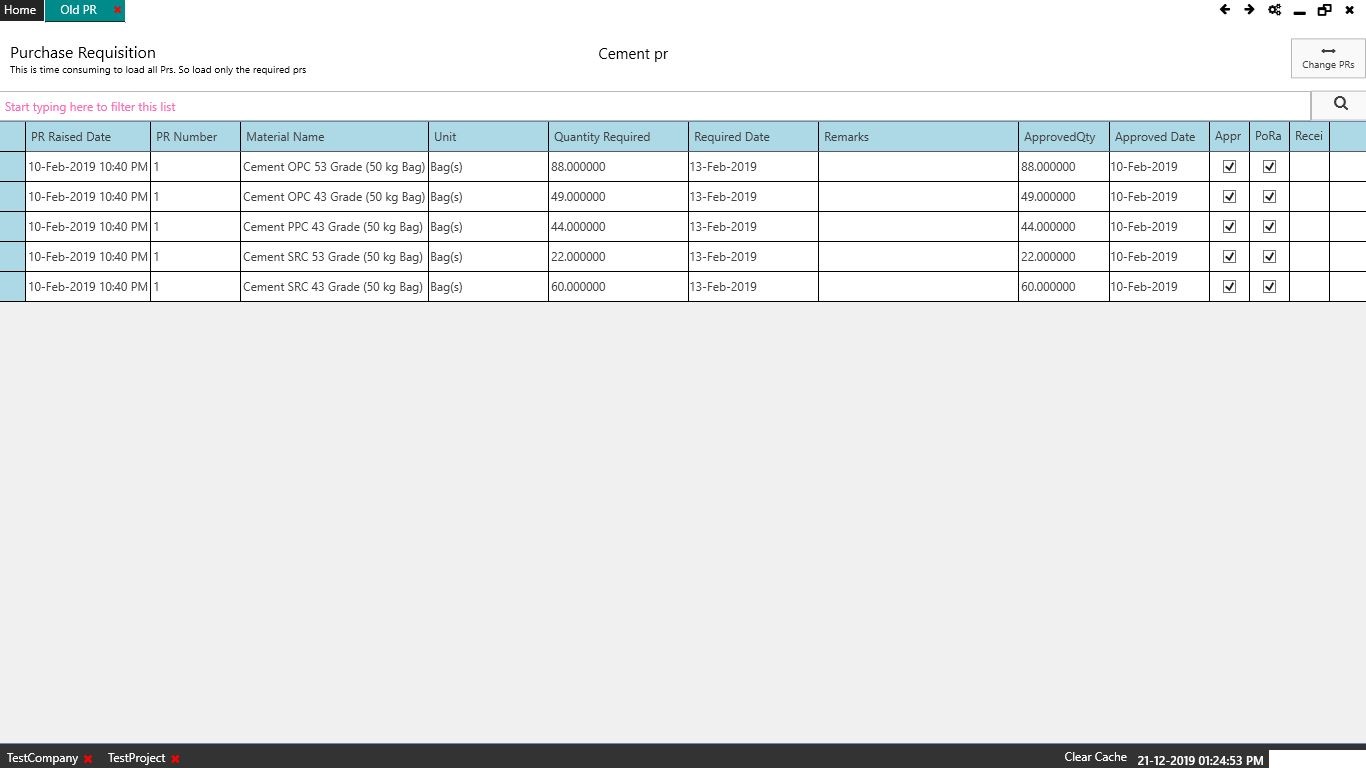 Home Old PR
Purchase Requisition
This is time consuming to load all Prs. So load only the required prs
Cement pr
Change PRs
Start typing here to filter this list
PR Raised Date PR Number Material Name Unit Quantity Required Required Date Remarks ApprovedQty Approved Date Appr PoRa Recei
10-Feb-2019 10:40 PM 1 Cement OPC 53 Grade (50 kg Bag) Bag(s) 88.000000 13-Feb-2019 88.000000 10-Feb-2019
10-Feb-2019 10:40 PM 1 Cement OPC 43 Grade (50 kg Bag) Bag(s) 49.000000 13-Feb-2019 49.000000 10-Feb-2019
10-Feb-2019 10:40 PM 1 Cement PPC 43 Grade (50 kg Bag) Bag(s) 44.000000 13-Feb-2019 44.000000 10-Feb-2019
10-Feb-2019 10:40 PM 1 Cement SRC 53 Grade (50 kg Bag) Bag(s) 22.000000 13-Feb-2019 22.000000 10-Feb-2019
10-Feb-2019 10:40 PM 1 Cement SRC 43 Grade (50 kg Bag) Bag(s) 60.000000 13-Feb-2019 60.000000 10-Feb-2019
TestCompany TestProject Clear Cache 21-12-2019 01:24:53 PM